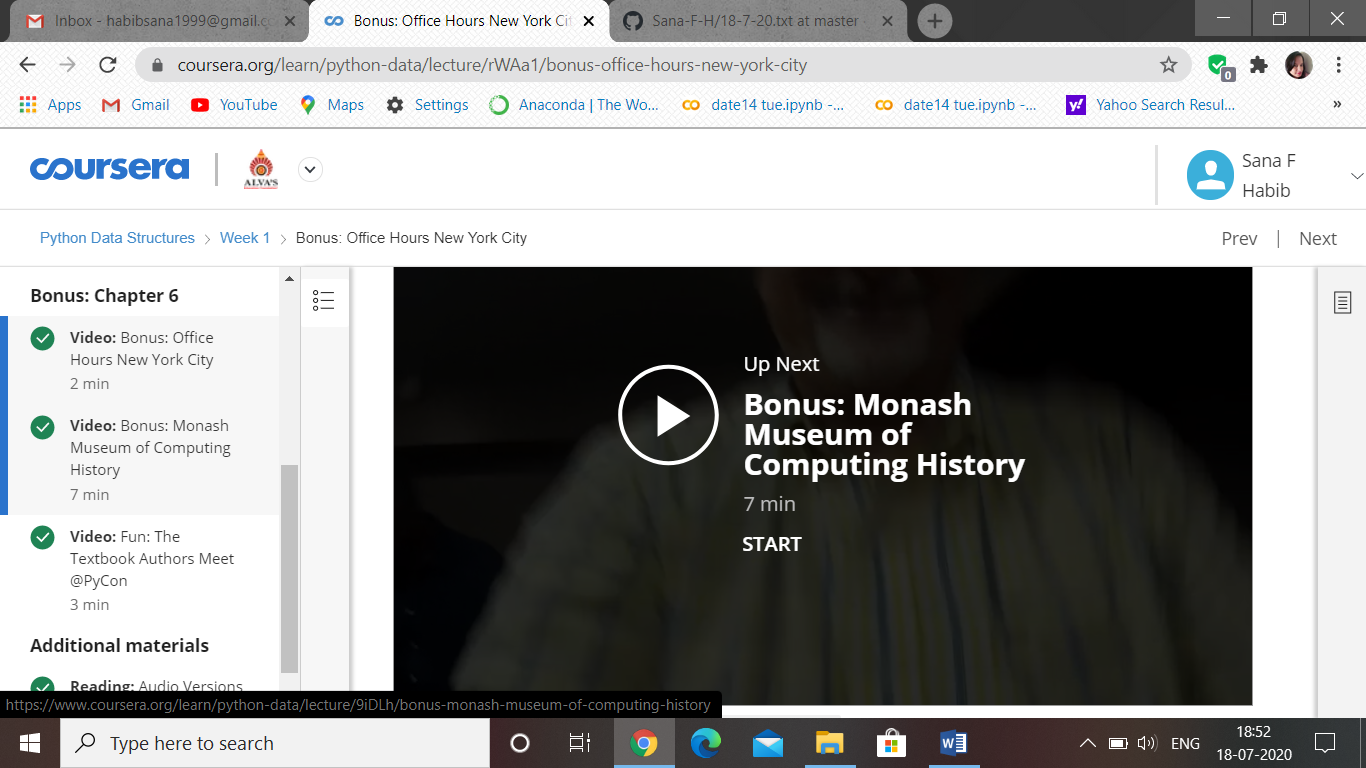 Inbox - habibsana1999@gmail.c
Bonus: Office Hours New York Cit
Sana-F-H/18-7-20.txt at master
coursera.org/learn/python-data/lecture/rWAa1/bonus-office-hours-new-york-city
0
Apps
Gmail
YouTube
Maps
Settings
Anaconda | The Wo...
date14 tue.ipynb -...
date14 tue.ipynb -...
Yahoo Search Resul...
»
coursera
ALVA'S
Sana F
Habib
Python Data Structures > Week 1 > Bonus: Office Hours New York City
Prev | Next
Bonus: Chapter 6
Video: Bonus: Office
Hours New York City
2 min
Video: Bonus: Monash
Museum of Computing
History
7 min
Video: Fun: The
Textbook Authors Meet
@PyCon
3 min
Additional materials
Reading: Audio Versions
Up Next
Bonus: Monash
Museum of
Computing History
7 min
START
https://www.coursera.org/learn/python-data/lecture/9iDLh/bonus-monash-museum-of-computing-history
Type here to search
ENG
18:52
18-07-2020